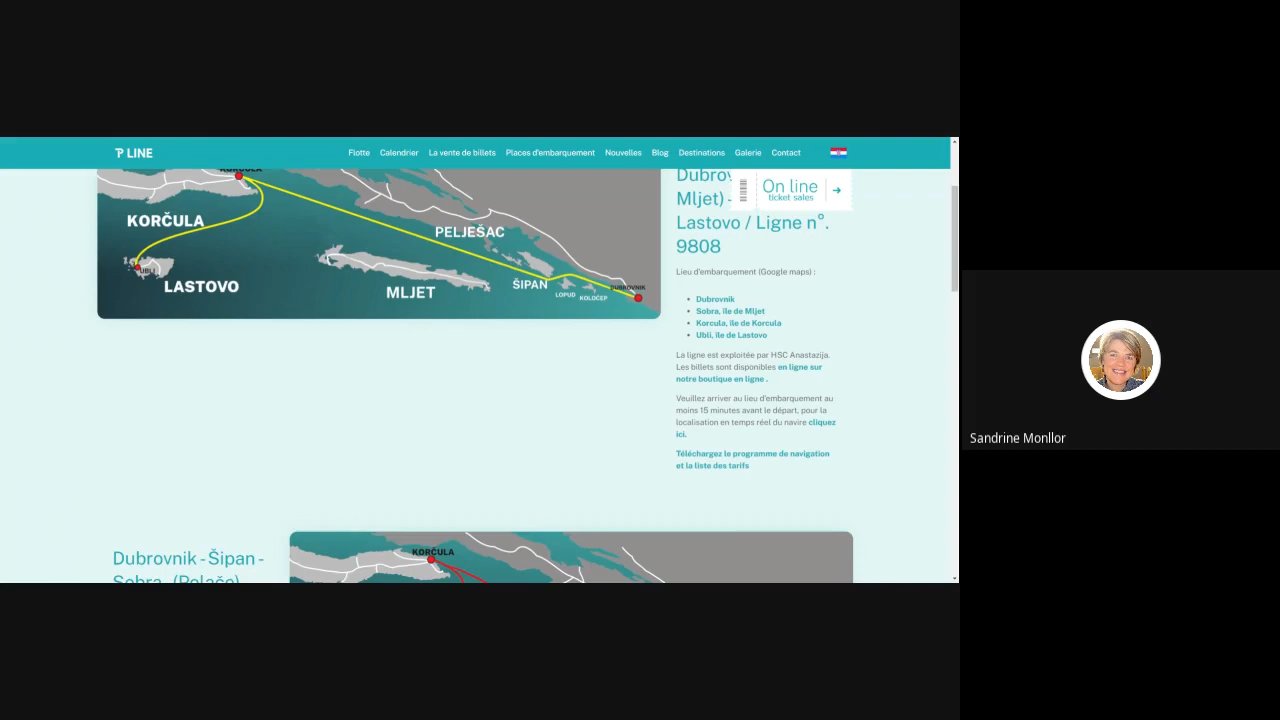 TP LINE
Flotte Calendrier La vente de billets Places d'embarquement Nouvelles Blog Destinations Galerie Contact
KORČULA
KORČULA
PELJEŠAC
UBLI
LASTOVO
MLJET
ŠIPAN
LOPUD
KOLOČEP
DUBROVNIK
On line
ticket sales
Dubrov
Mljet) -
Lastovo / Ligne n°.
9808
Lieu d'embarquement (Google maps) :
• Dubrovnik
• Sobra, île de Mljet
• Korcula, île de Korcula
• Ubli, île de Lastovo
La ligne est exploitée par HSC Anastazija.
Les billets sont disponibles en ligne sur
notre boutique en ligne .
Veuillez arriver au lieu d'embarquement au
moins 15 minutes avant le départ, pour la
localisation en temps réel du navire cliquez
ici.
Téléchargez le programme de navigation
et la liste des tarifs
Dubrovnik - Šipan -
Sobra - (Polače)
KORČULA
Sandrine Monllor